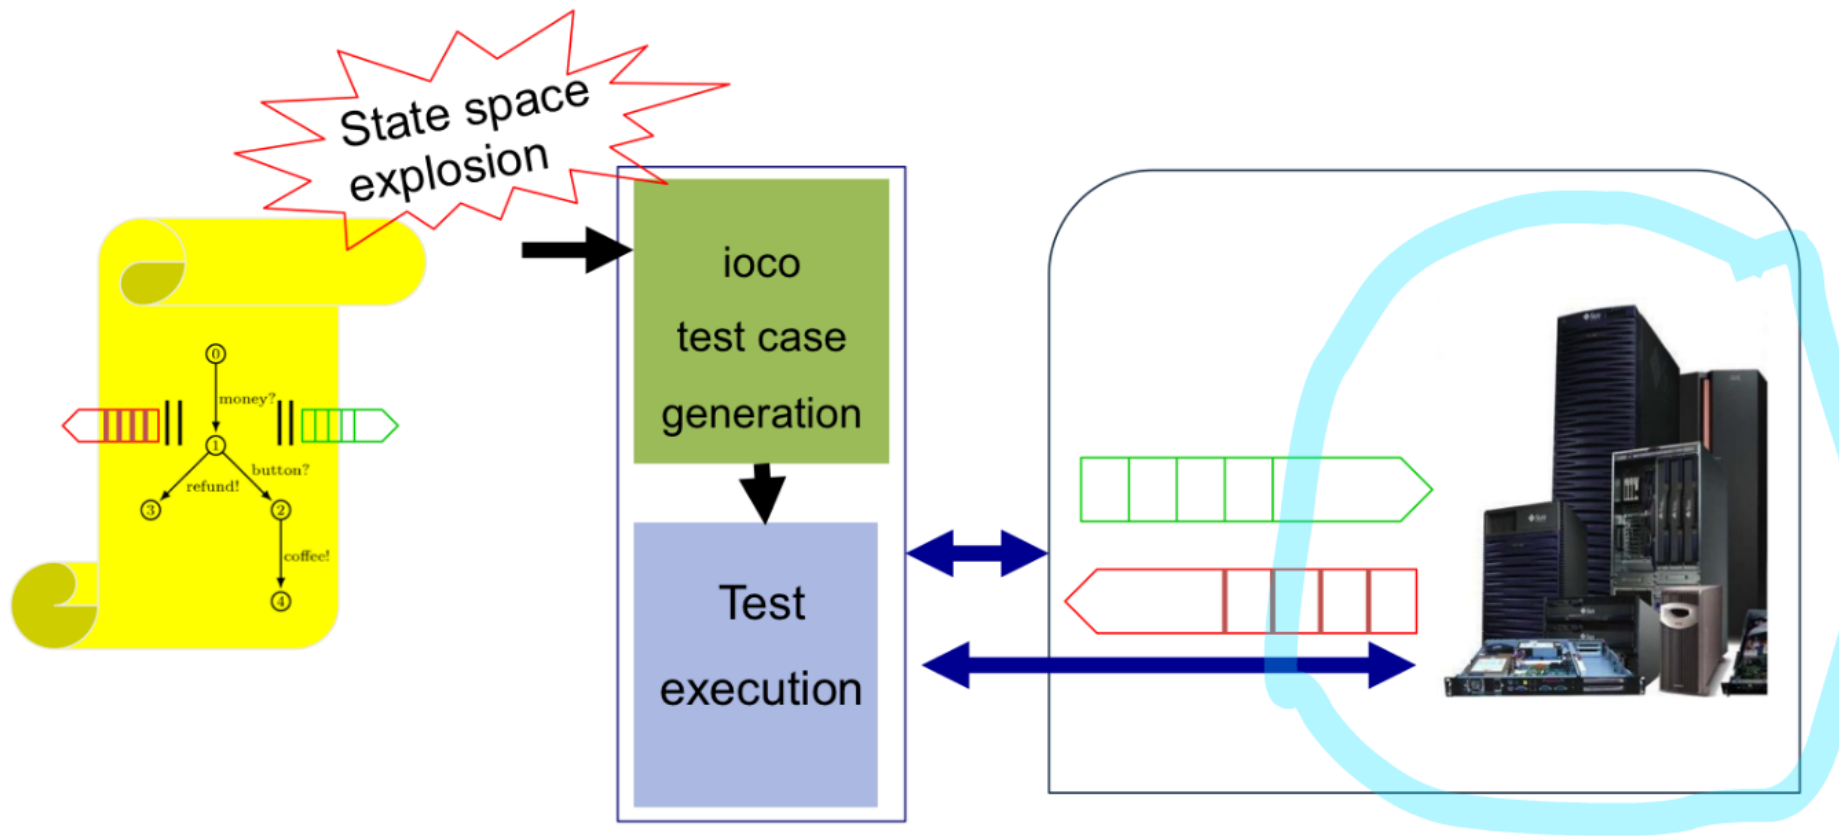 State space
explosion
0
money?
1
button?
refund!
3
2
coffee!
4
ioco
test case
generation
Test
execution